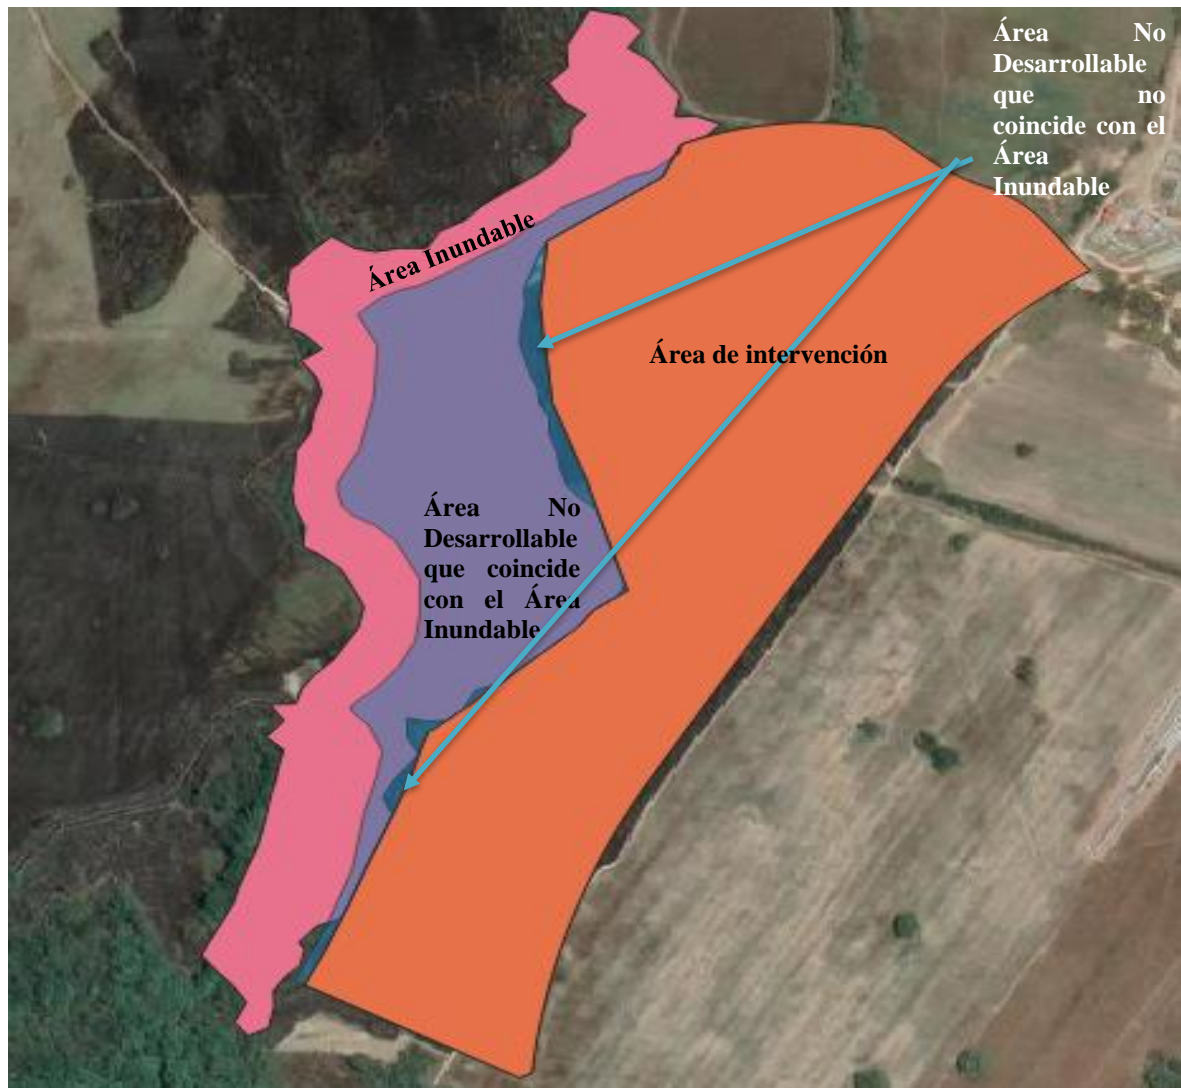 Área No
Desarrollable
que no
coincide con el
Área
Inundable
Área Inundable
Área de intervención
Área No
Desarrollable
que coincide
con el Área
Inundable